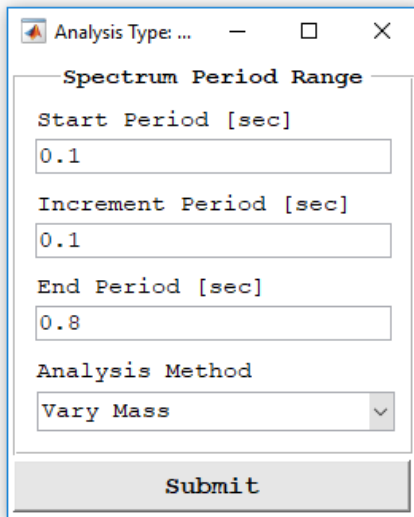 Analysis Type: ...
Spectrum Period Range
Start Period [sec]
0.1
Increment Period [sec]
0.1
End Period [sec]
0.8
Analysis Method
Vary Mass
Submit